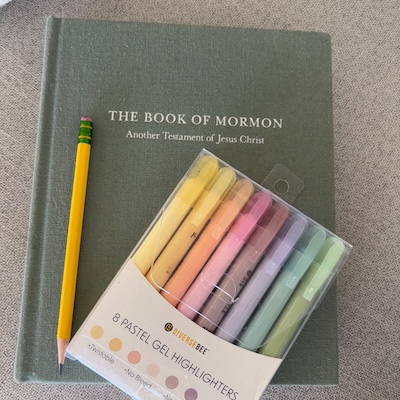 THE BOOK OF MORMON
Another Testament of Jesus Christ
DIVERSEBEE
8 PASTEL GEL HIGHLIGHTERS
•Twistable •No Bleed